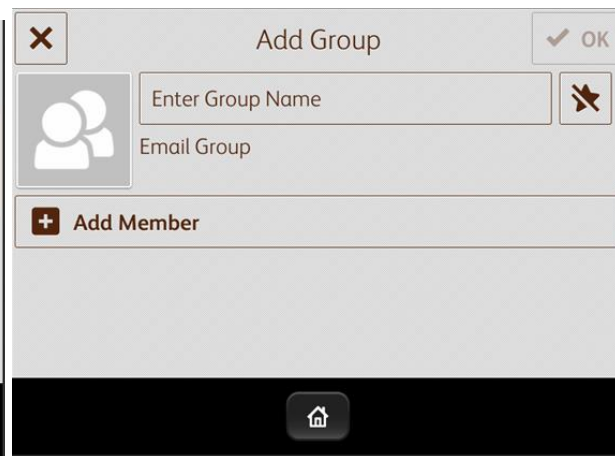 Add Group
OK
Enter Group Name
Email Group
Add Member